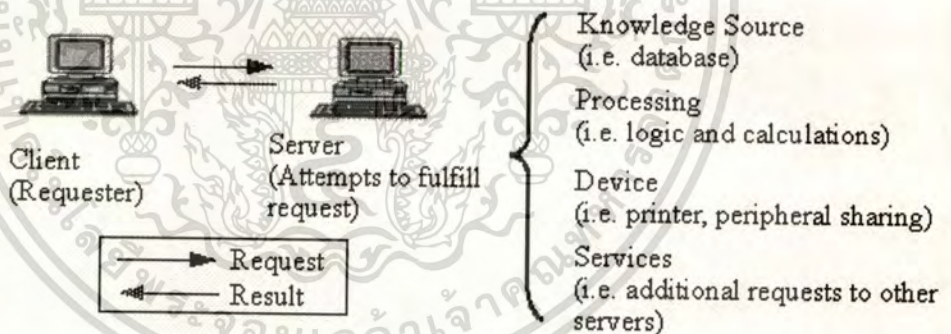 Client
(Requester)
Server
(Attempts to fulfill
request)
Request
Result
Knowledge Source
(i.e. database)
Processing
(i.e. logic and calculations)
Device
(i.e. printer, peripheral sharing)
Services
(i.e. additional requests to other
servers)